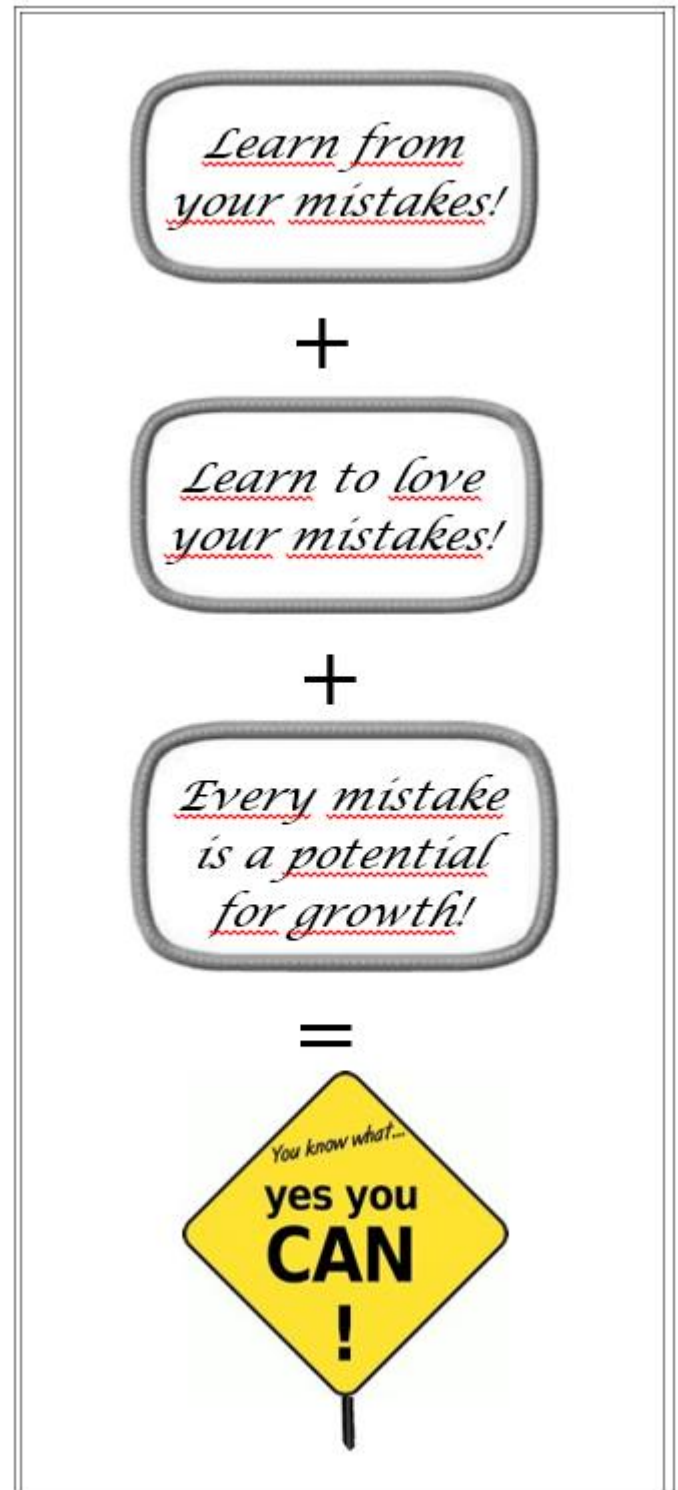 Learn from
your mistakes!
+
Learn to love
your mistakes!
+
Every mistake
is a potential
for growth!
=
You know what...
yes you
CAN
!